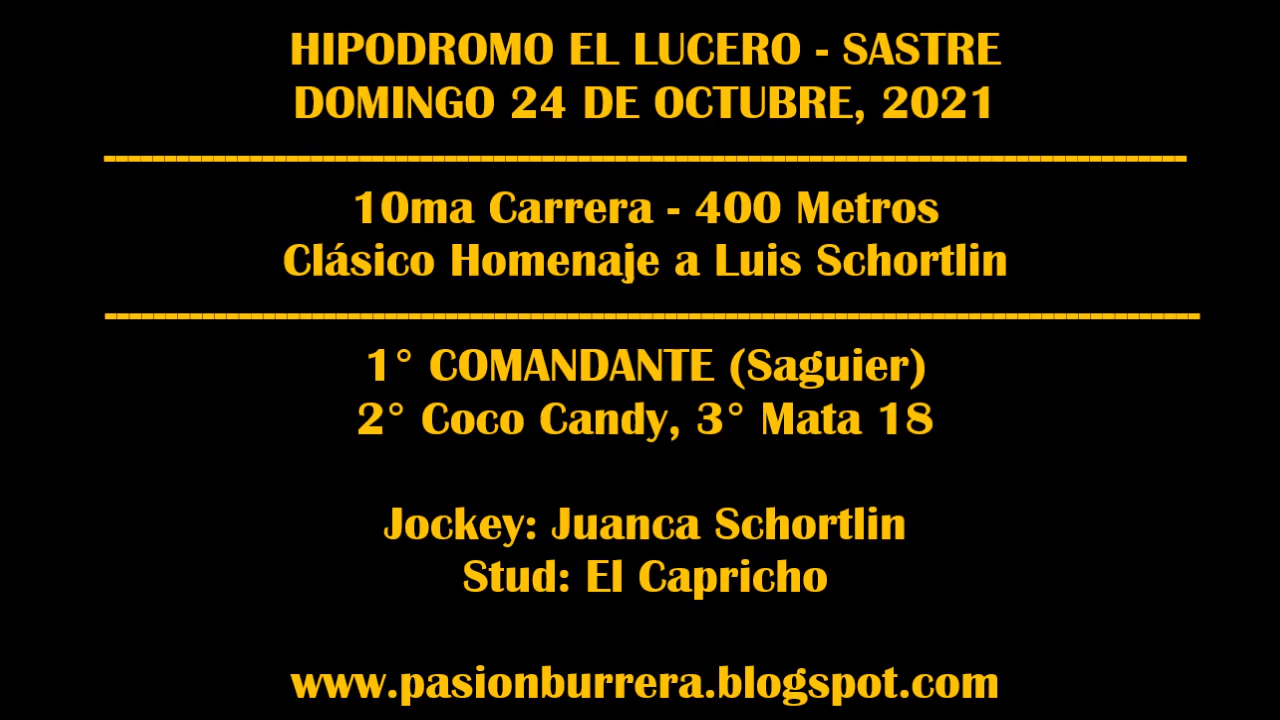 HIPODROMO EL LUCERO - SASTRE
DOMINGO 24 DE OCTUBRE, 2021
10ma Carrera - 400 Metros
Clásico Homenaje a Luis Schortlin
1° COMANDANTE (Saguier)
2° Coco Candy, 3° Mata 18
Jockey: Juanca Schortlin
Stud: El Capricho
www.pasionburrera.blogspot.com